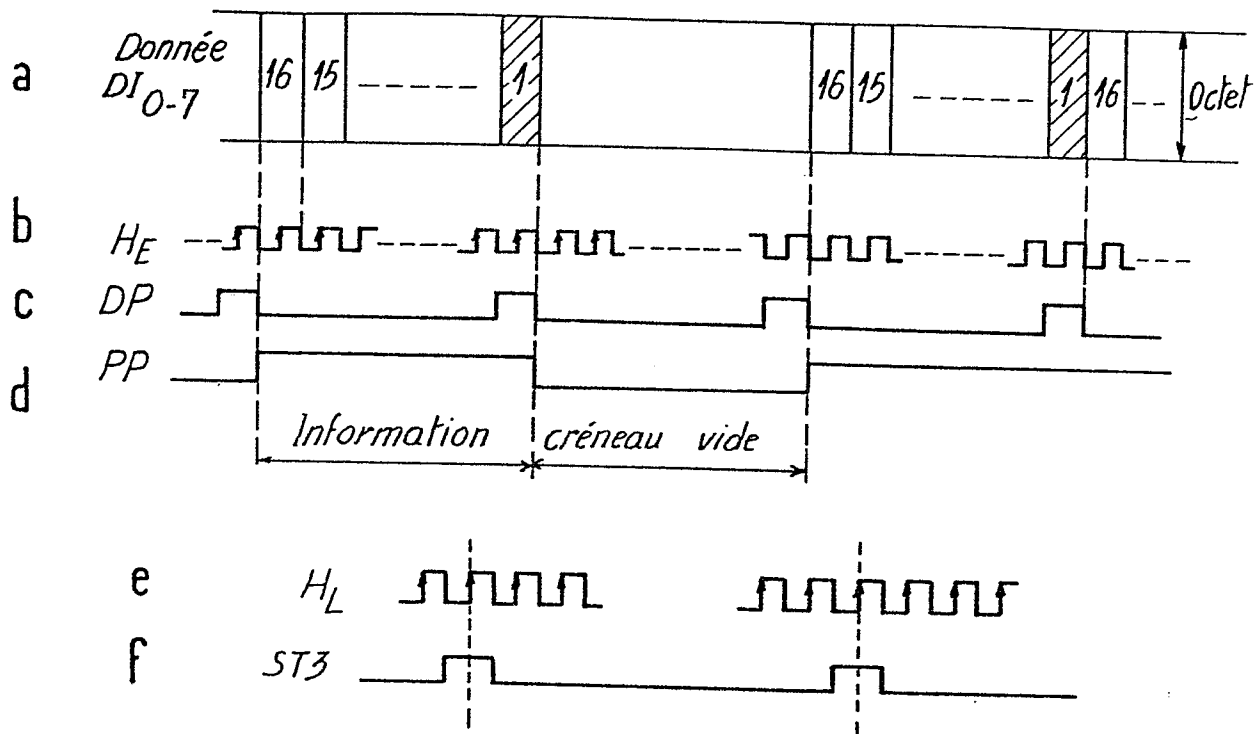 a
Donnée
DI0-7
16 15 1 16 15 1 16
Octet
b
HE
c
DP
d
PP
Information
créneau vide
e
HL
f
ST3